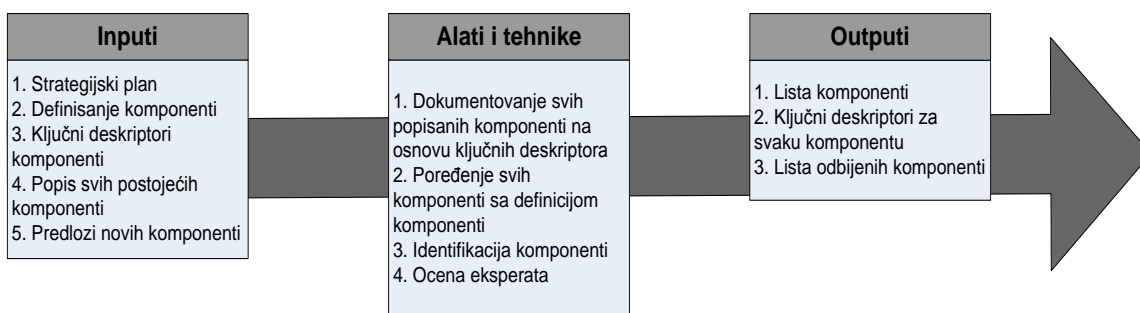 Inputi
1. Strategijski plan
2. Definisanje komponenti
3. Ključni deskriptori
komponenti
4. Popis svih postojećih
komponenti
5. Predlozi novih komponenti
Alati i tehnike
1. Dokumentovanje svih
popisanih komponenti na
osnovu ključnih deskriptora
2. Poređenje svih
komponenti sa definicijom
komponenti
3. Identifikacija komponenti
4. Ocena eksperata
Outputi
1. Lista komponenti
2. Ključni deskriptori za
svaku komponentu
3. Lista odbijenih komponenti